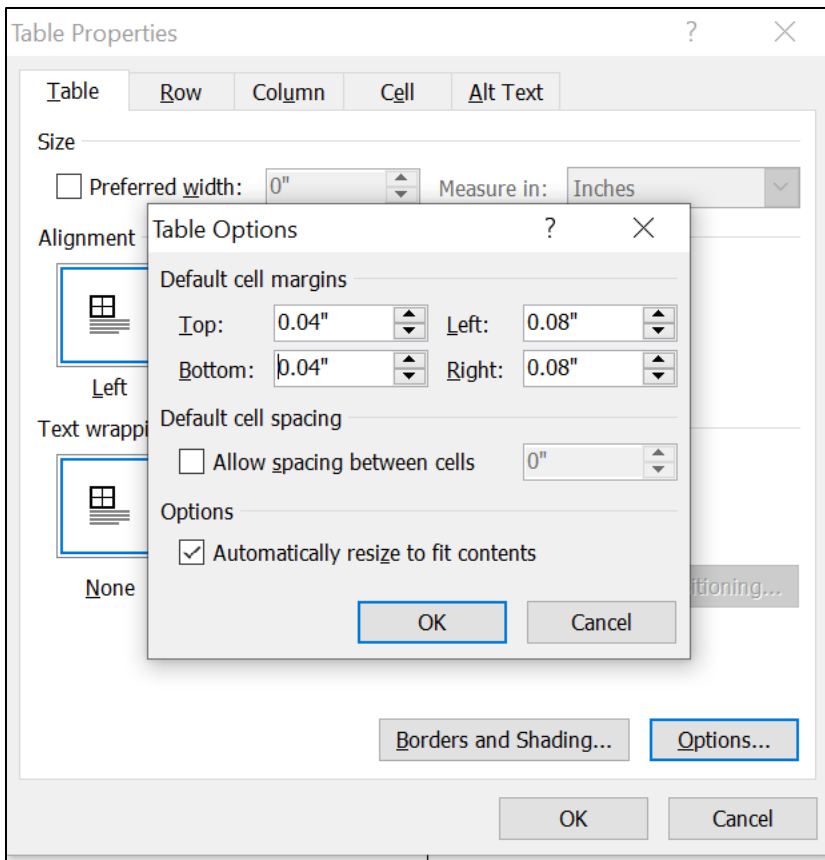 Table Properties ?
Table Row Column Cell Alt Text
Size
Preferred width: 0" Measure in: Inches
Alignment
Left
Text wrappi
None
itioning...
Table Options ?
Default cell margins
Top: 0.04" Left: 0.08"
Bottom: 0.04" Right: 0.08"
Default cell spacing
Allow spacing between cells 0"
Options
Automatically resize to fit contents
OK Cancel
Borders and Shading... Options...
OK Cancel